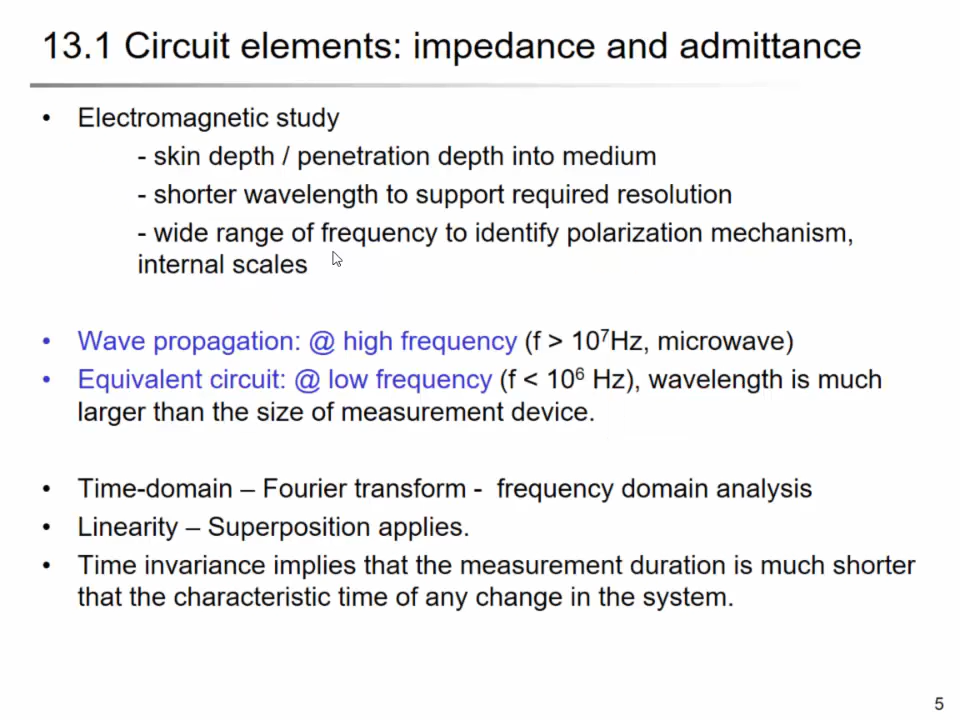 13.1 Circuit elements: impedance and admittance
• Electromagnetic study
- skin depth / penetration depth into medium
- shorter wavelength to support required resolution
- wide range of frequency to identify polarization mechanism,
internal scales
• Wave propagation: @ high frequency (f > 10⁷Hz, microwave)
• Equivalent circuit: @ low frequency (f < 10⁶ Hz), wavelength is much
larger than the size of measurement device.
• Time-domain – Fourier transform - frequency domain analysis
• Linearity – Superposition applies.
• Time invariance implies that the measurement duration is much shorter
that the characteristic time of any change in the system.
5